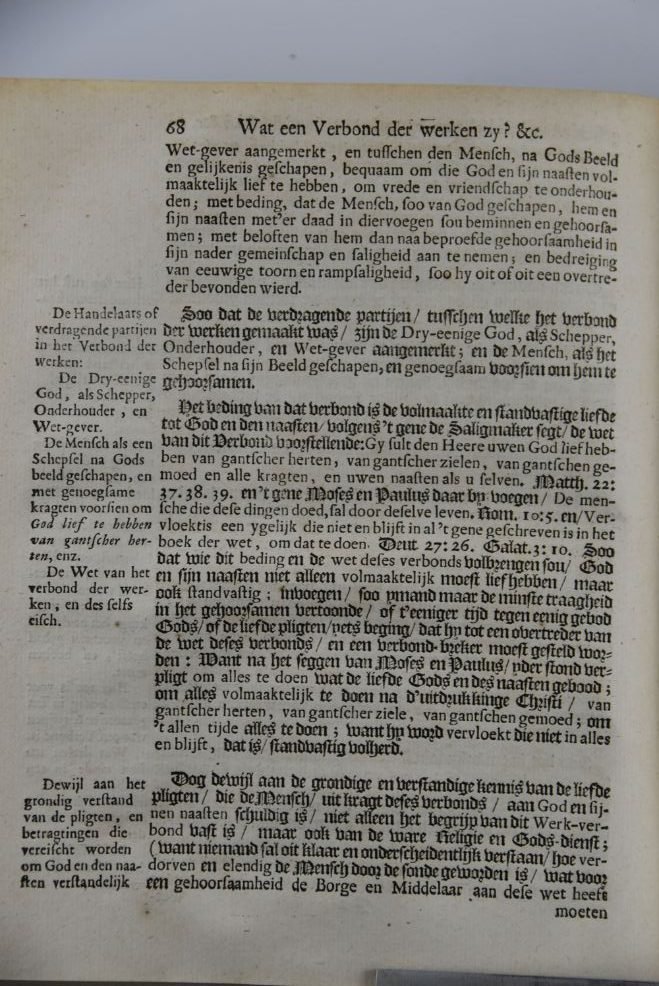 68 Wat een Verbond der werken zy? &c.
Wet-gever aangemerkt, en tusschen den Mensch, na Gods Beeld
en gelijkenis geschapen, bequaam om die God en sijn naasten vol-
maaktelijk lief te hebben, om vrede en vriendschap te onderhou-
den; met beding, dat de Mensch, soo van God geschapen, hem en
sijn naasten met'er daad in diervoegen sou beminnen en gehoorsa-
men; met beloften van hem dan naa beproefde gehoorsaamheid in
sijn nader gemeinschap en saligheid aan te nemen; en bedreiging
van eeuwige toorn en rampsaligheid, soo hy oit of oit een overtre-
der bevonden wierd.
De Handelaars of
verdragende partijen
in het Verbond der
werken:
De Dry-eenige
God, als Schepper,
Onderhouder, en
Wet-gever.
De Mensch als een
Schepsel na Gods
beeld geschapen, en
met genoegsame
kragten voorsien om
God lief te hebben
van gantscher her-
ten, enz.
De Wet van het
verbond der wer-
ken, en des selfs
eisch.
Soo dat de verdragende partijen/ tusschen welke het verbond
der werken gemaakt was/ zijn de Dry-eenige God, als Schepper,
Onderhouder, en Wet-gever aangemerkt; en de Mensch, als het
Schepsel na sijn Beeld geschapen, en genoegsaam voorsien om hem te
gehoorsamen.
Het beding van dat verbond is de volmaakte en standvastige liefde
tot God en den naasten/ volgens 't gene de Saligmaker segt/ de wet
van dit Verbond voorstellende: Gy sult den Heere uwen God lief heb-
ben van gantscher herten, van gantscher zielen, van gantschen ge-
moed en alle kragten, en uwen naasten als u selven. Matth. 22:
37. 38. 39. en 't gene Moses en Paulus daar by voegen/ De men-
sche die dese dingen doed, sal door deselve leven. Rom. 10:5. en/ Ver-
vloektis een ygelijk die niet en blijft in al 't gene geschreven is in het
boek der wet, om dat te doen. Deut 27:26. Galat. 3:10. Soo
dat wie dit beding en de wet deses verbonds volbrengen sou/ God
en sijn naasten niet alleen volmaaktelijk moest lief hebben/ maar
ook standvastig; invoegen/ soo ymand maar de minste traagheid
in het gehoorsamen vertoonde/ of t'eeniger tijd tegen eenig gebod
Gods/ of de liefde pligten/ yets beging/ dat hy tot een overtreder van
de wet deses verbonds/ en een verbond-breker moest gesteld wor-
den: Want na het seggen van Moses en Paulus/ yder stond ver-
pligt om alles te doen wat de liefde Gods en des naasten gebood;
om alles volmaaktelijk te doen na d'uitdrukkinge Christi/ van
gantscher herten, van gantscher ziele, van gantschen gemoed; om
't allen tijde alles te doen; want hy word vervloekt die niet in alles
en blijft, dat is/ standvastig volherd.
Dewijl aan het
grondig verstand
van de pligten, en
betragtingen die
vereischt worden
om God en den naa-
sten verstandelijk
Dog dewijl aan de grondige en verstandige kennis van de liefde
pligten/ die de Mensch/ uit kragt deses verbonds/ aan God en sij-
nen naasten schuldig is/ niet alleen het begrijp van dit Werk-ver-
bond vast is/ maar ook van de ware Religie en Gods-dienst;
(want niemand sal oit klaar en onderscheidentlijk verstaan/ hoe ver-
dorven en elendig de Mensch door de sonde geworden is/ wat voor
een gehoorsaamheid de Borge en Middelaar aan dese wet heeft
moeten